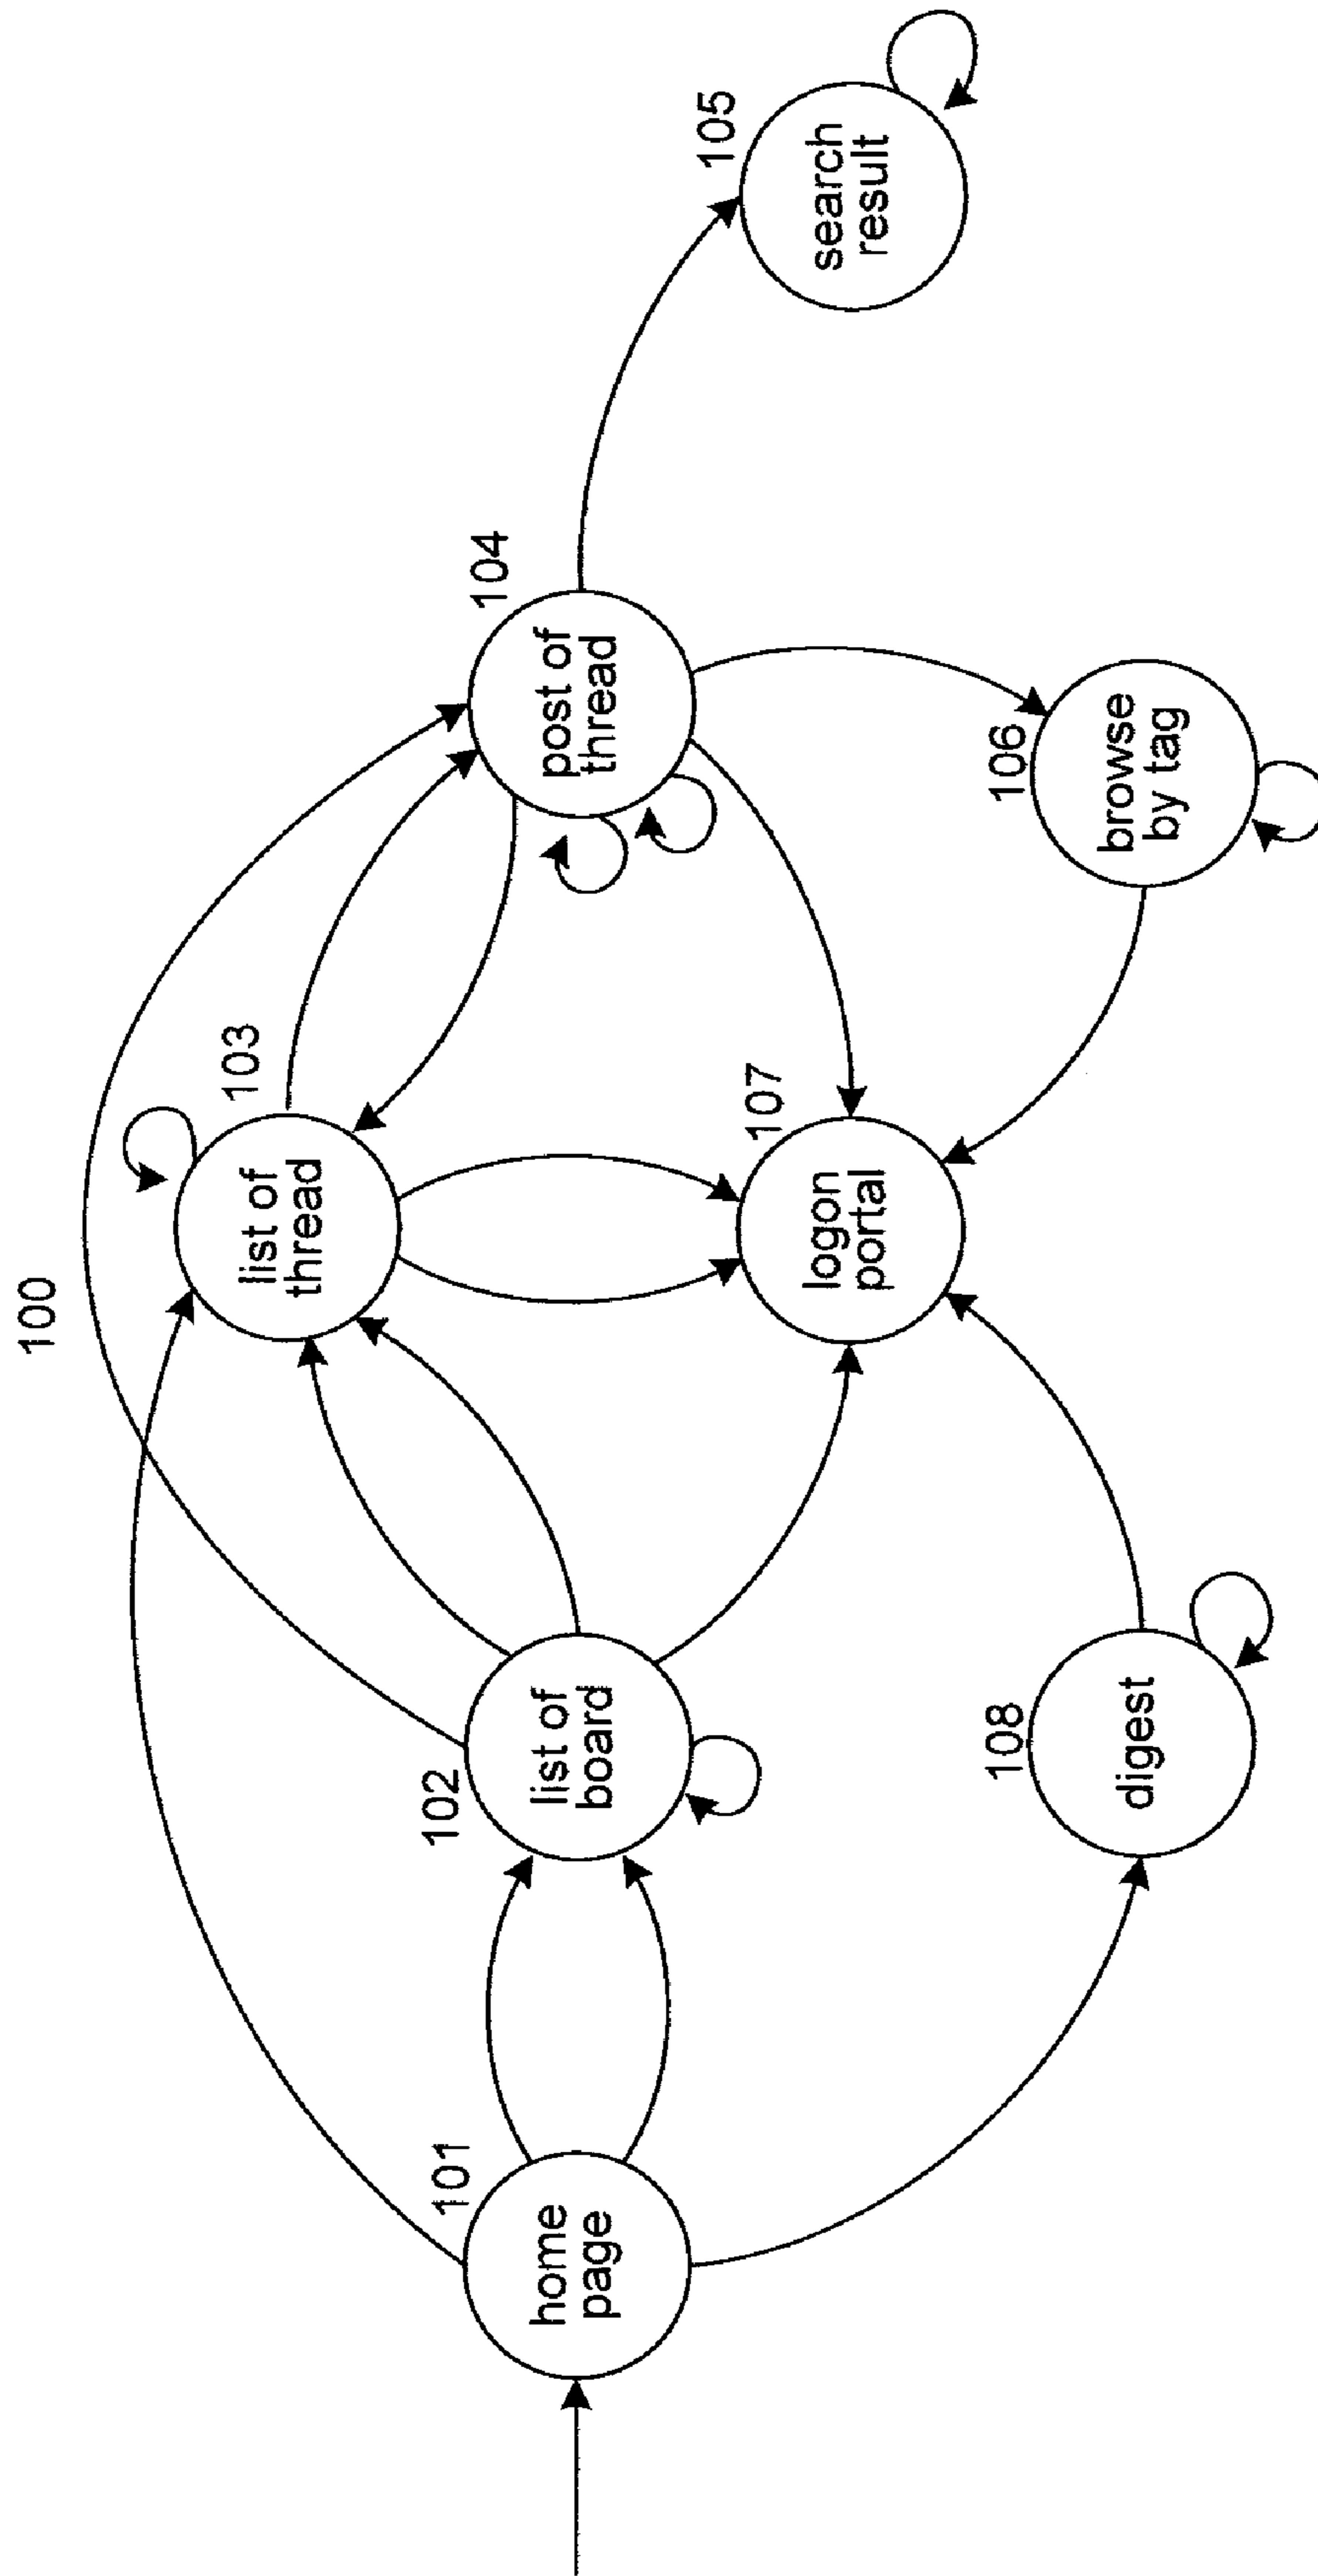 100
101
home
page
102
list of
board
103
list of
thread
104
post of
thread
105
search
result
106
browse
by tag
107
logon
portal
108
digest